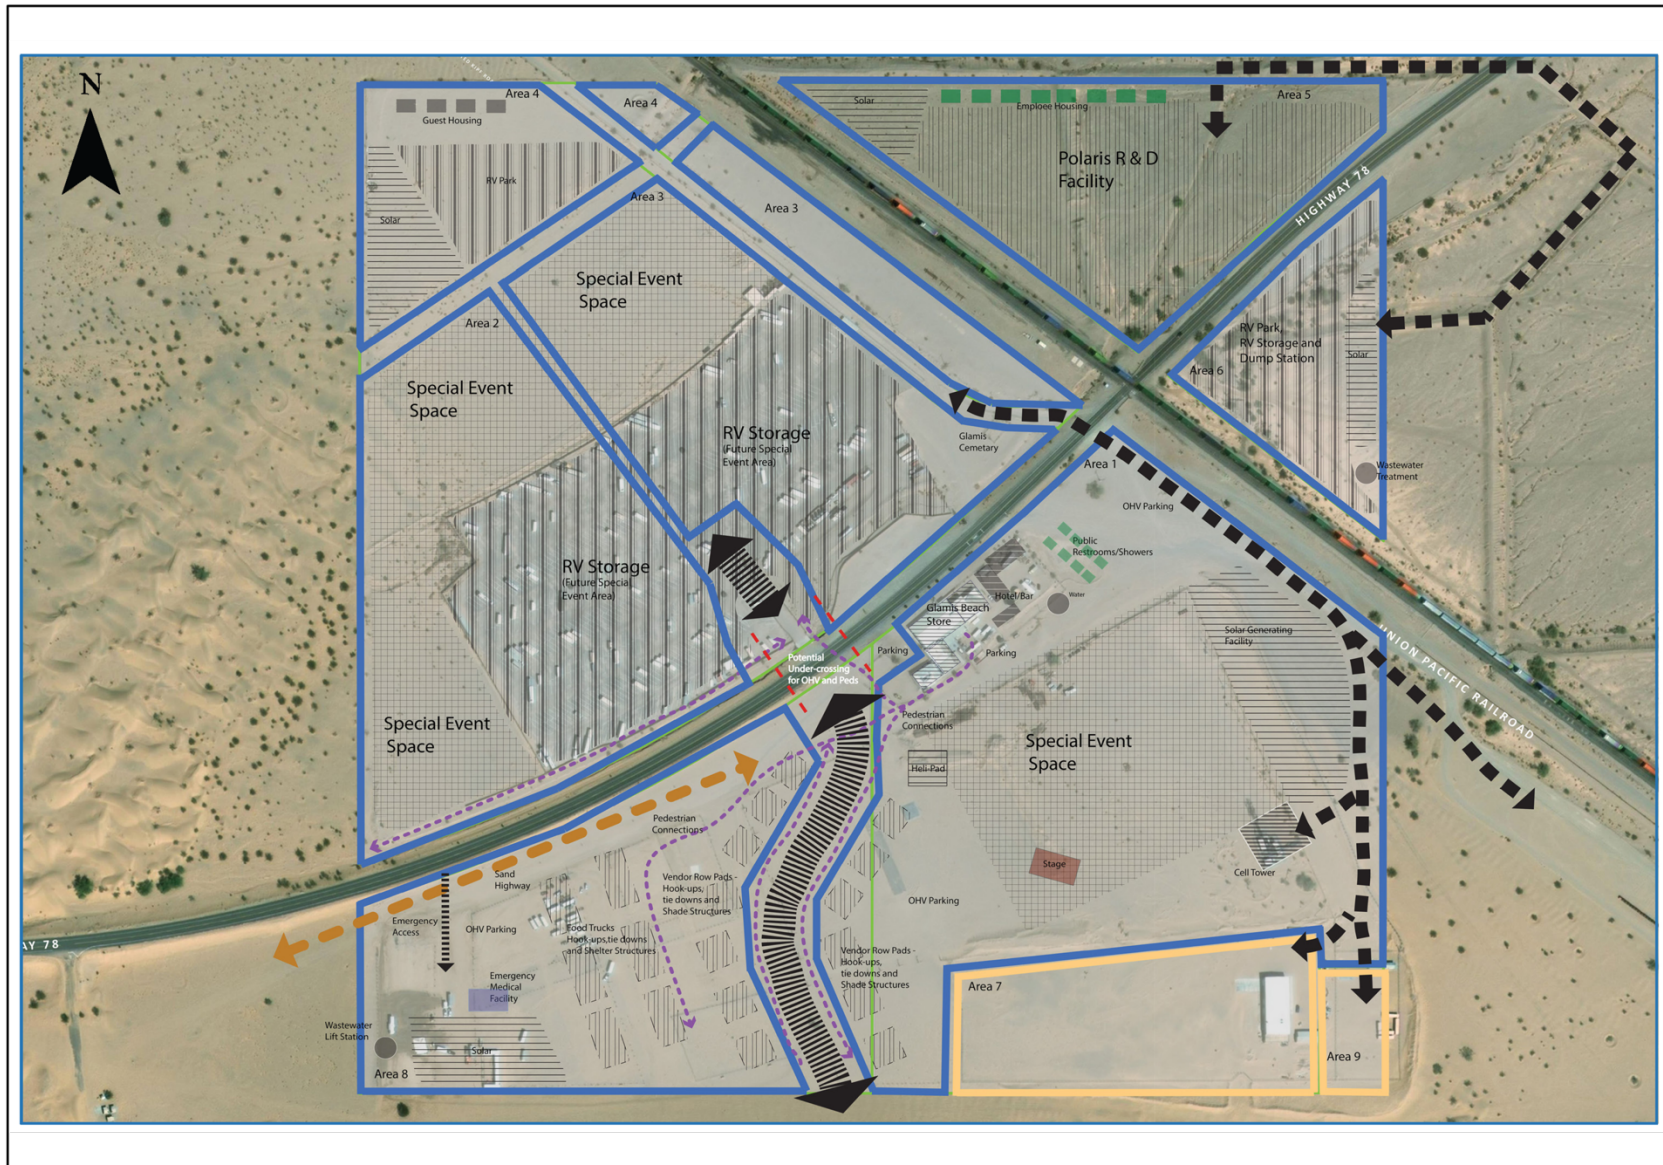 N
Area 4
Area 4
Guest Housing
RV Park
Solar
Area 3
Area 3
Solar
Emploee Housing
Area 5
Polaris R & D
Facility
HIGHWAY 78
Special Event
Space
Area 2
Special Event
Space
RV Park,
RV Storage and
Dump Station
Solar
Area 6
RV Storage
(Future Special
Event Area)
Glamis
Cemetary
Area 1
Wastewater
Treatment
OHV Parking
Public
Restrooms/Showers
RV Storage
(Future Special
Event Area)
Hotel/Bar
Water
Glamis Beach
Store
Solar Generating
Facility
UNION PACIFIC RAILROAD
Parking
Parking
Potential
Under-crossing
for OHV and Peds
Special Event
Space
Pedestrian
Connections
Special Event
Space
Heli-Pad
Pedestrian
Connections
Stage
Cell Tower
Sand
Highway
Vendor Row Pads -
Hook-ups,
tie downs and
Shade Structures
OHV Parking
Emergency
Access
OHV Parking
Food Trucks
Hook-ups,tie downs
and Shelter Structures
AY 78
Vendor Row Pads -
Hook-ups,
tie downs and
Shade Structures
Emergency
Medical
Facility
Area 7
Wastewater
Lift Station
Solar
Area 8
Area 9